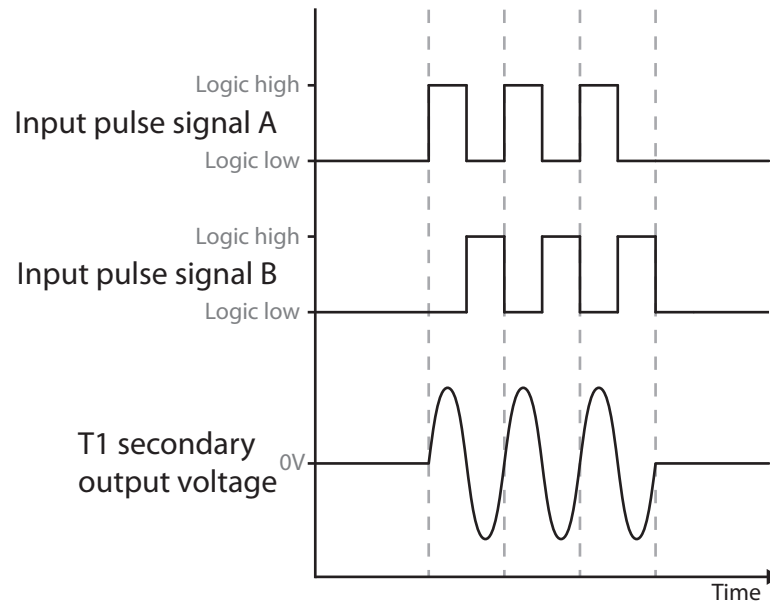 Logic high
Input pulse signal A
Logic low
Logic high
Input pulse signal B
Logic low
T1 secondary
output voltage
0V
Time